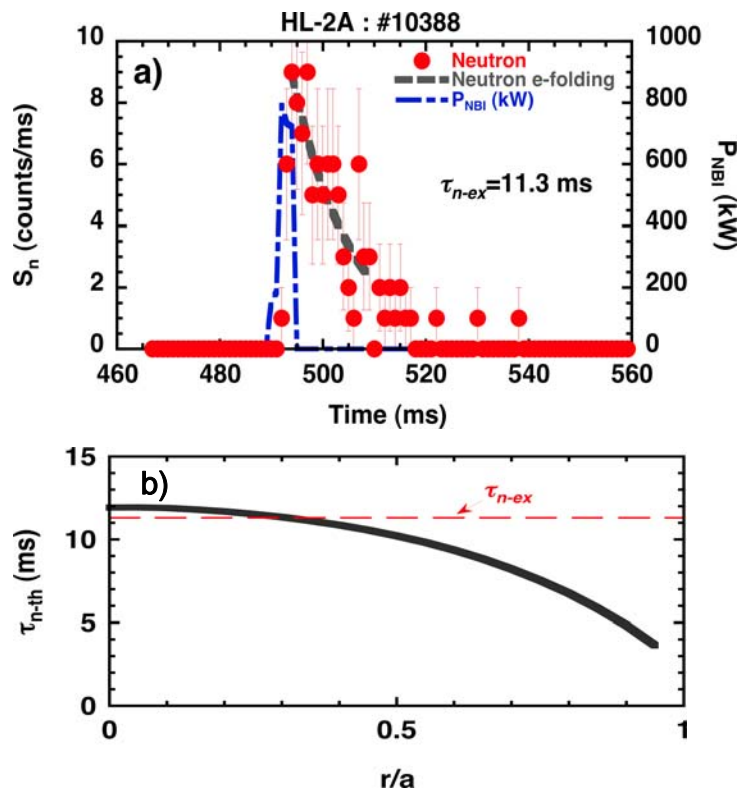 HL-2A : #10388
a)
Neutron
Neutron e-folding
P_NBI (kW)
τ_n-ex=11.3 ms
S_n (counts/ms)
P_NBI (kW)
10
8
6
4
2
0
1000
800
600
400
200
0
460 480 500 520 540 560
Time (ms)
b)
τ_n-ex
τ_n-th (ms)
15
10
5
0
0 0.5 1
r/a